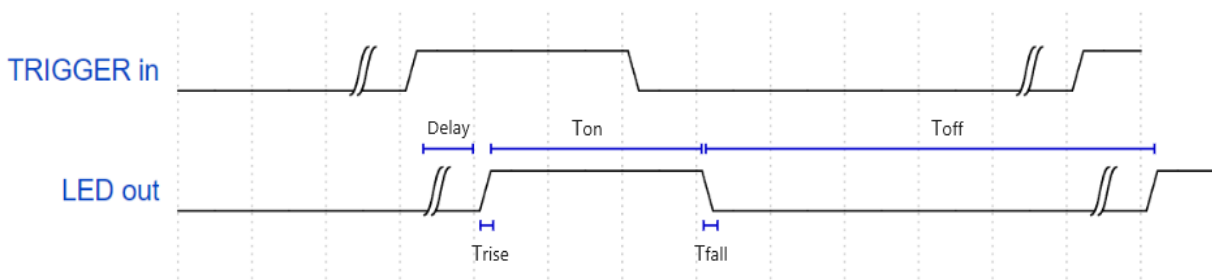 TRIGGER in
Delay
Ton
Toff
LED out
Trise
Tfall